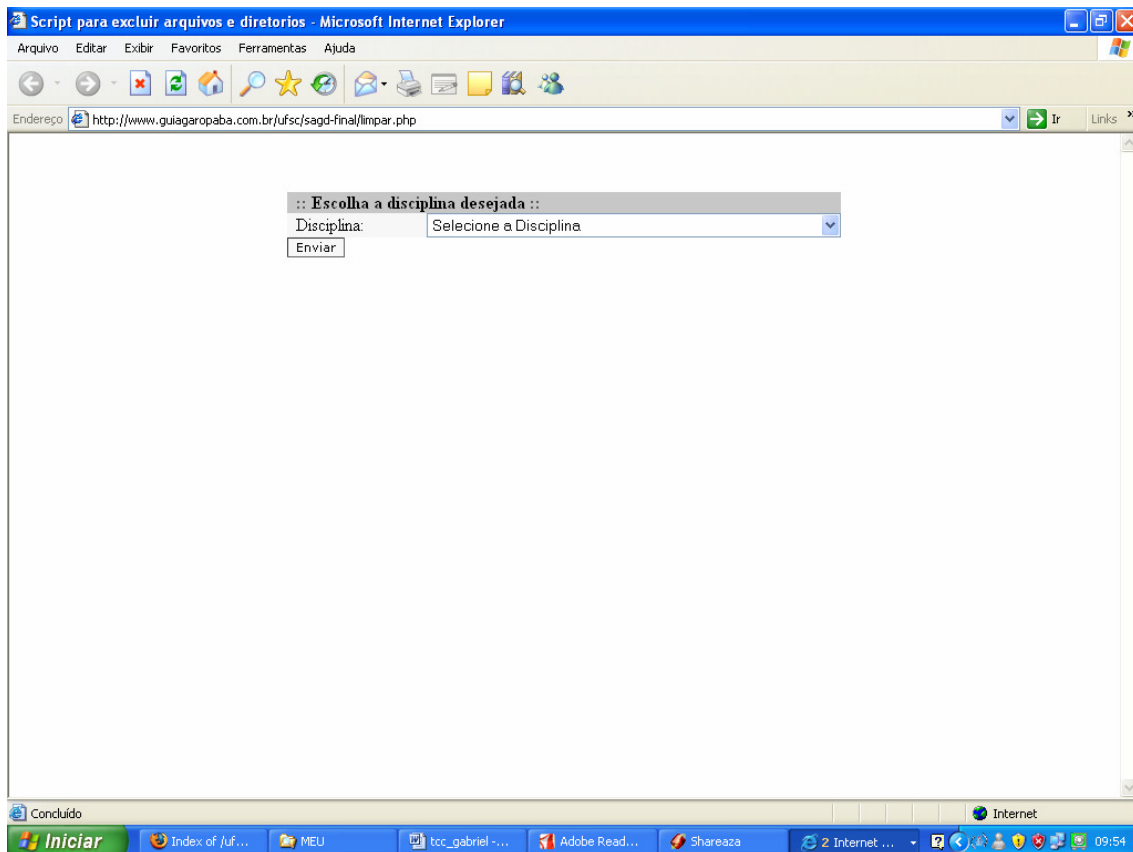 Script para excluir arquivos e diretorios - Microsoft Internet Explorer
Arquivo Editar Exibir Favoritos Ferramentas Ajuda
Endereço http://www.guiagaropaba.com.br/ufsc/sagd-final/limpar.php Ir Links »
:: Escolha a disciplina desejada ::
Disciplina: Selecione a Disciplina
Enviar
Concluído Internet
Iniciar Index of /uf... MEU tcc_gabriel -... Adobe Read... Shareaza 2 Internet ... 09:54